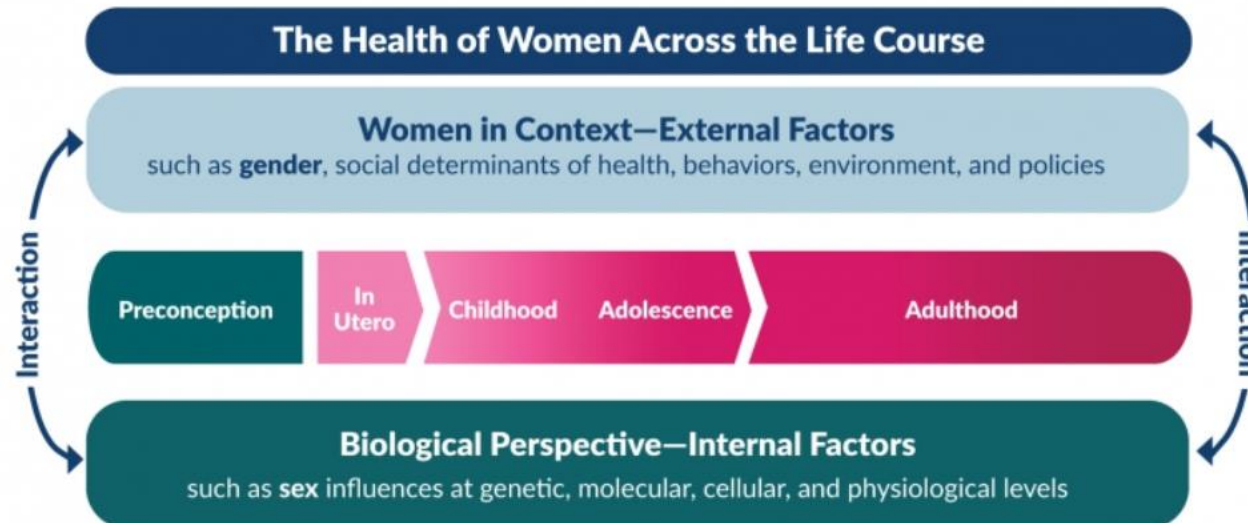 The Health of Women Across the Life Course
Women in Context—External Factors
such as gender, social determinants of health, behaviors, environment, and policies
Interaction
Preconception
In
Utero
Childhood
Adolescence
Adulthood
Interaction
Biological Perspective—Internal Factors
such as sex influences at genetic, molecular, cellular, and physiological levels